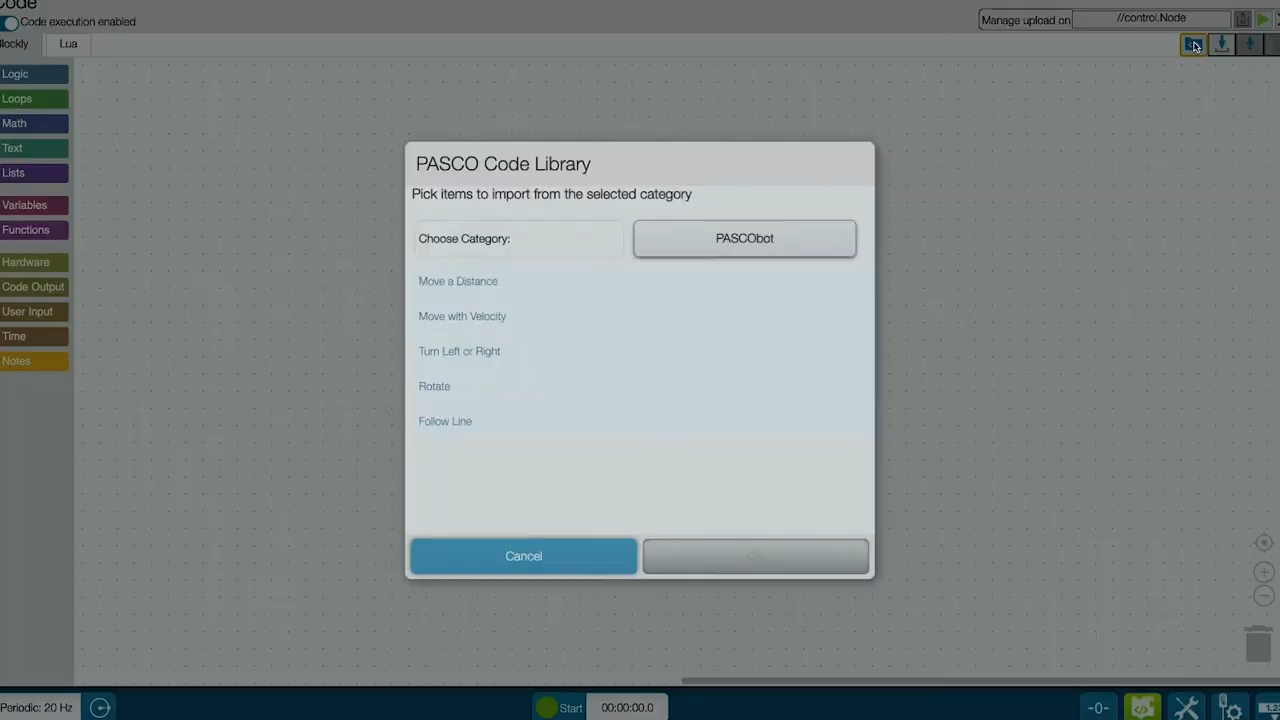 Code
Code execution enabled
Manage upload on
//control.Node
Blockly
Lua
Logic
Loops
Math
Text
Lists
Variables
Functions
Hardware
Code Output
User Input
Time
Notes
PASCO Code Library
Pick items to import from the selected category
Choose Category:
PASCObot
Move a Distance
Move with Velocity
Turn Left or Right
Rotate
Follow Line
Cancel
OK
Periodic: 20 Hz
Start
00:00:00.0